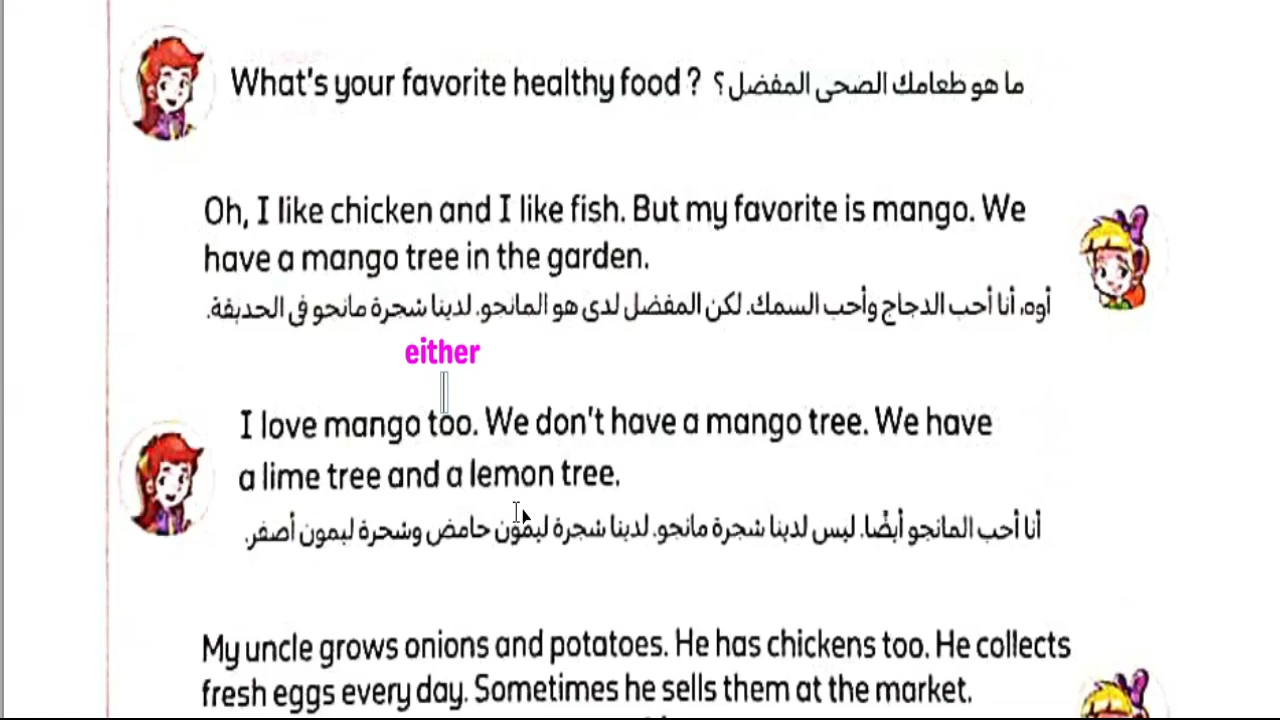 What's your favorite healthy food ? ما هو طعامك الصحى المفضل؟
Oh, I like chicken and I like fish. But my favorite is mango. We
have a mango tree in the garden.
أوه، أنا أحب الدجاج وأحب السمك. لكن المفضل لدى هو المانجو. لدينا شجرة مانجو فى الحديقة.
either
I love mango too. We don't have a mango tree. We have
a lime tree and a lemon tree.
أنا أحب المانجو أيضًا. ليس لدينا شجرة مانجو. لدينا شجرة ليمون حامض وشجرة ليمون أصفر.
My uncle grows onions and potatoes. He has chickens too. He collects
fresh eggs every day. Sometimes he sells them at the market.